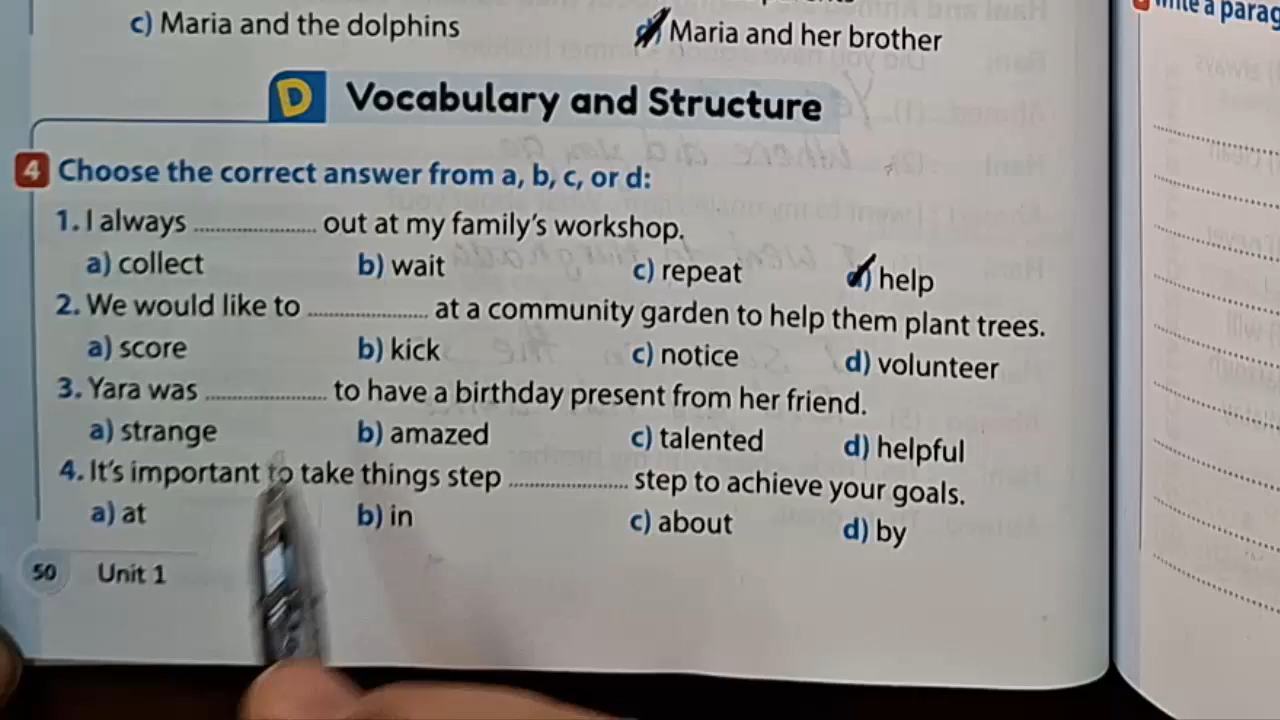 c) Maria and the dolphins
d) Maria and her brother
D Vocabulary and Structure
4 Choose the correct answer from a, b, c, or d:
1. I always .................... out at my family's workshop.
a) collect b) wait c) repeat d) help
2. We would like to .................... at a community garden to help them plant trees.
a) score b) kick c) notice d) volunteer
3. Yara was .................... to have a birthday present from her friend.
a) strange b) amazed c) talented d) helpful
4. It's important to take things step .................... step to achieve your goals.
a) at b) in c) about d) by
50 Unit 1